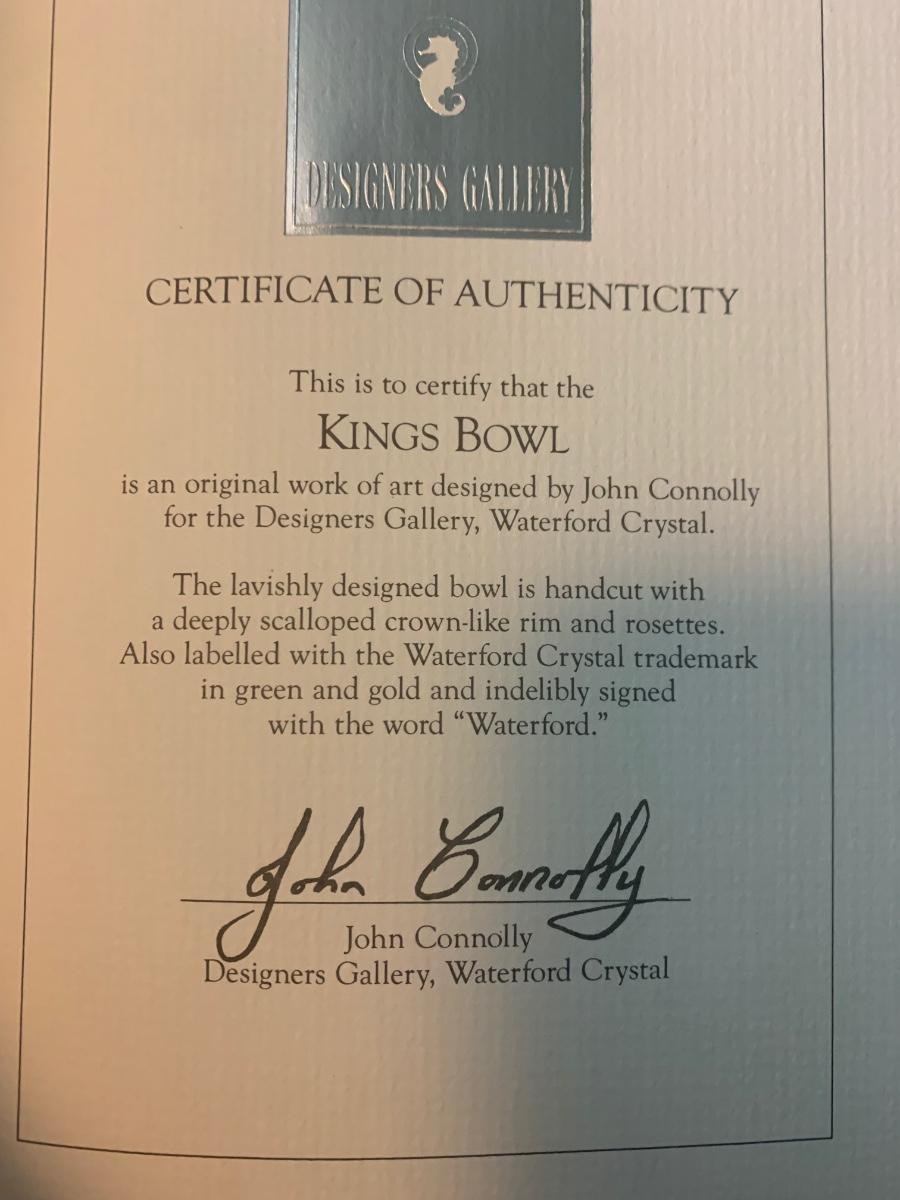 DESIGNERS GALLERY
CERTIFICATE OF AUTHENTICITY
This is to certify that the
KINGS BOWL
is an original work of art designed by John Connolly
for the Designers Gallery, Waterford Crystal.
The lavishly designed bowl is handcut with
a deeply scalloped crown-like rim and rosettes.
Also labelled with the Waterford Crystal trademark
in green and gold and indelibly signed
with the word “Waterford.”
John Connolly
John Connolly
Designers Gallery, Waterford Crystal